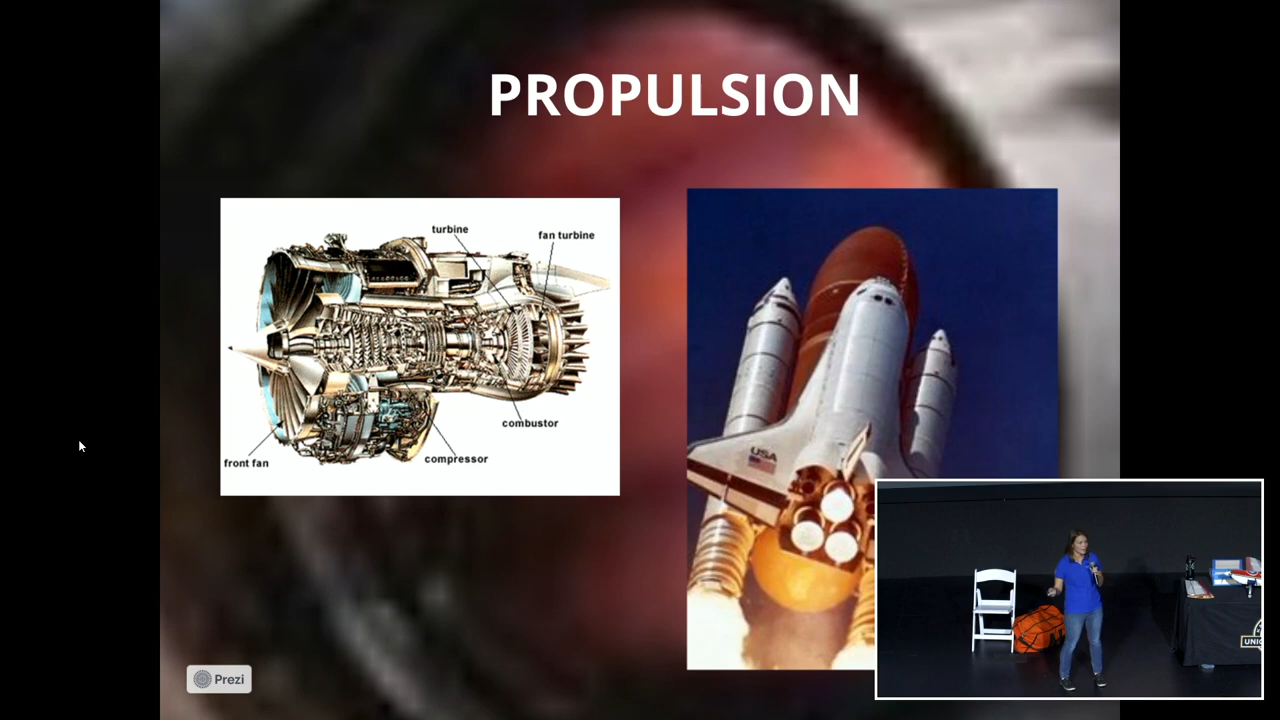 PROPULSION
turbine
fan turbine
combustor
compressor
front fan
USA
Prezi